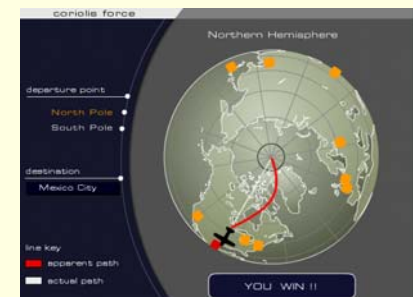 coriolis force
Northern Hemisphere
departure point
North Pole
South Pole
destination
Mexico City
line key
apparent path
actual path
YOU WIN !!